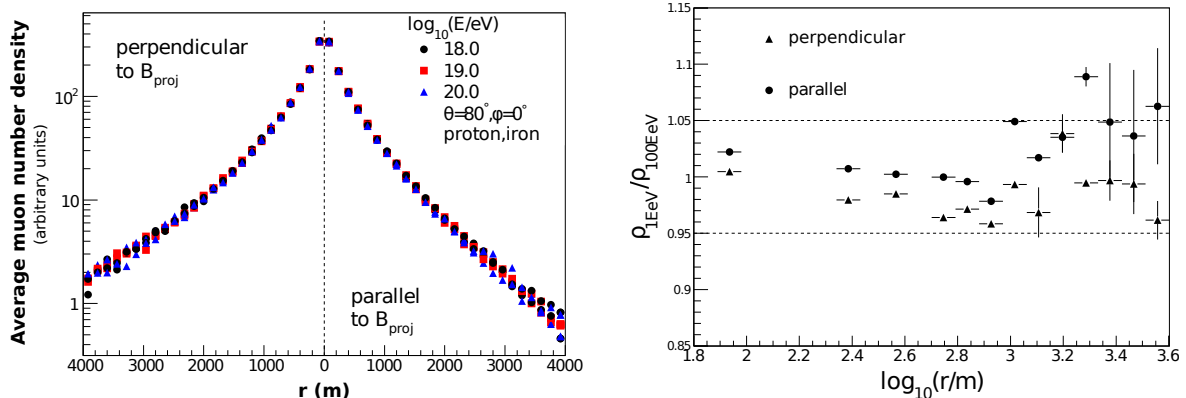 Average muon number density
(arbitrary units)
10²
10
1
perpendicular
to B_proj
log₁₀(E/eV)
18.0
19.0
20.0
θ=80°,φ=0°
proton,iron
parallel
to B_proj
4000 3000 2000 1000 0 1000 2000 3000 4000
r (m)
ρ₁EeV/ρ₁₀₀EeV
1.15
1.1
1.05
1
0.95
0.9
0.85
perpendicular
parallel
1.8 2 2.2 2.4 2.6 2.8 3 3.2 3.4 3.6
log₁₀(r/m)